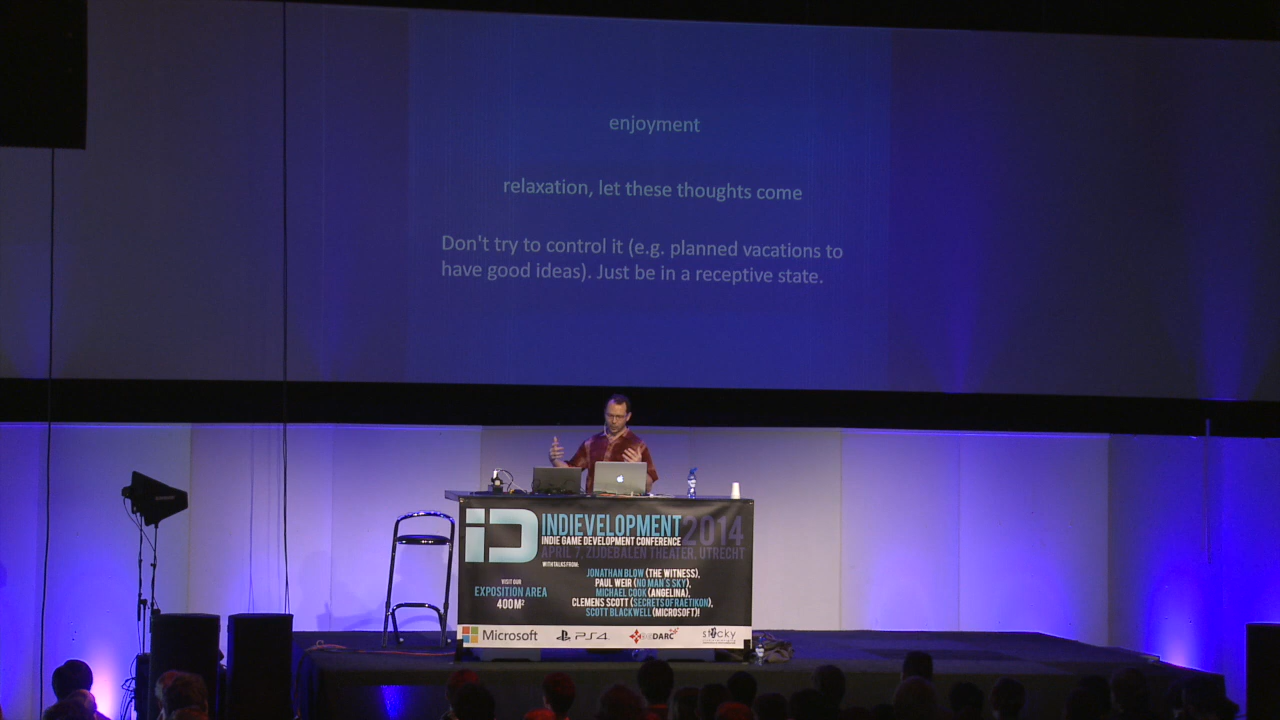 enjoyment
relaxation, let these thoughts come
Don't try to control it (e.g. planned vacations to
have good ideas). Just be in a receptive state.
iD
INDIEVELOPMENT 2014
INDIE GAME DEVELOPMENT CONFERENCE
APRIL 7, ZIJDEBALEN THEATER, UTRECHT
WITH TALKS FROM:
JONATHAN BLOW (THE WITNESS),
PAUL WEIR (NO MAN'S SKY),
MICHAEL COOK (ANGELINA),
CLEMENS SCOTT (SECRETS OF RAETIKON),
SCOTT BLACKWELL (MICROSOFT)!
VISIT OUR
EXPOSITION AREA
400M²
Microsoft
PS4
DARC